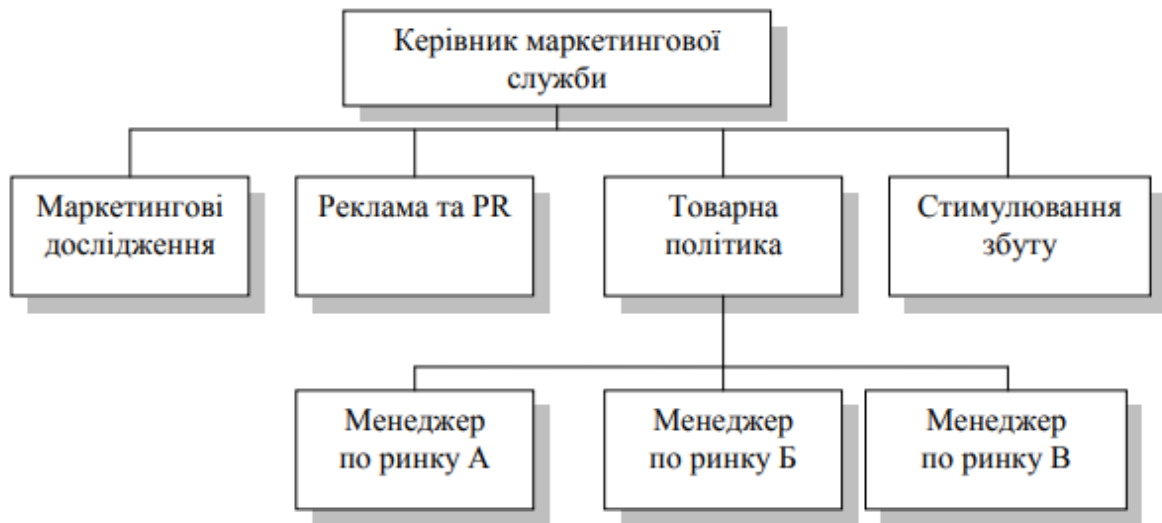 Керівник маркетингової
служби
Маркетингові
дослідження
Реклама та PR
Товарна
політика
Стимулювання
збуту
Менеджер
по ринку А
Менеджер
по ринку Б
Менеджер
по ринку В